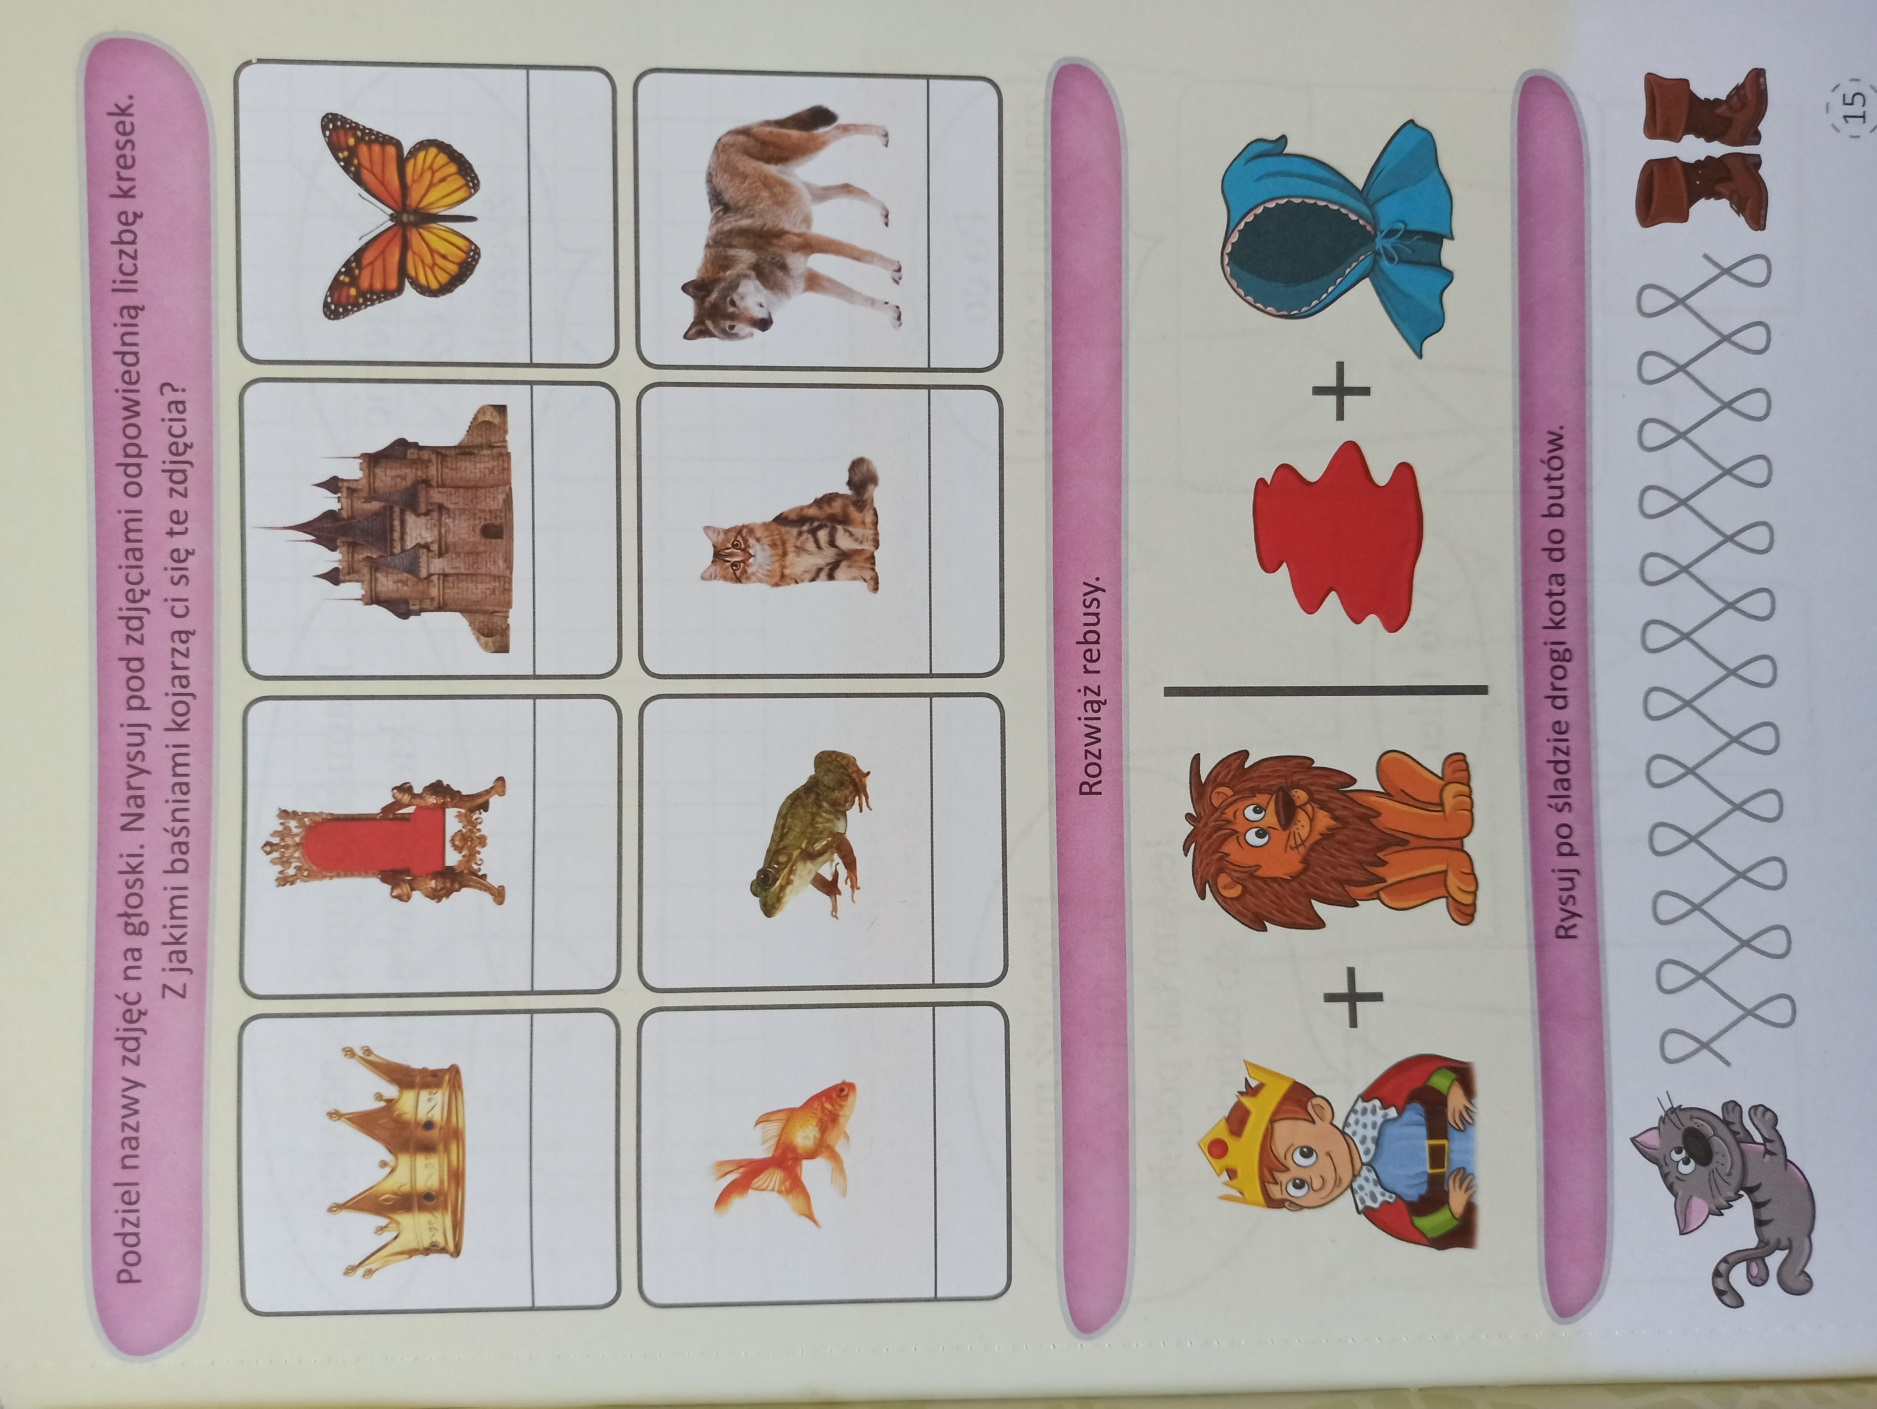 Podziel nazwy zdjęć na głoski. Narysuj pod zdjęciami odpowiednią liczbę kresek.
Z jakimi baśniami kojarzą ci się te zdjęcia?
Rozwiąż rebusy.
+
+
Rysuj po śladzie drogi kota do butów.
15